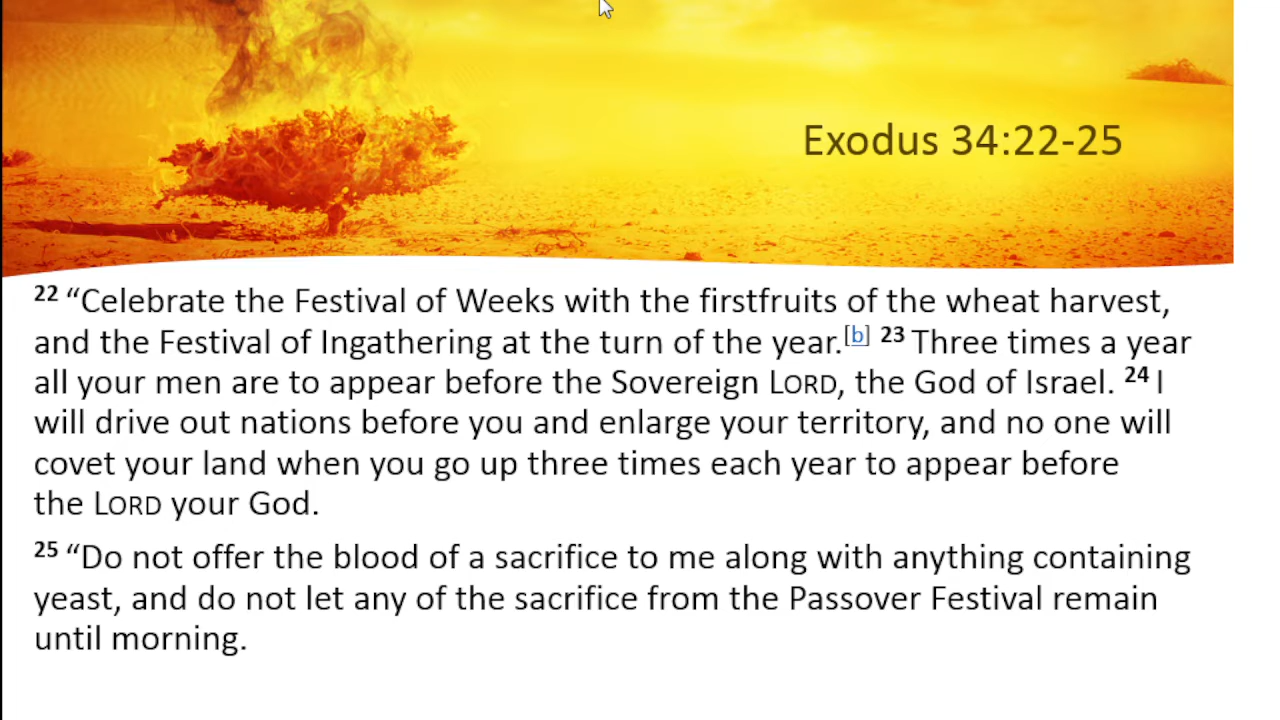 Exodus 34:22-25
22 “Celebrate the Festival of Weeks with the firstfruits of the wheat harvest,
and the Festival of Ingathering at the turn of the year.[b] 23 Three times a year
all your men are to appear before the Sovereign LORD, the God of Israel. 24 I
will drive out nations before you and enlarge your territory, and no one will
covet your land when you go up three times each year to appear before
the LORD your God.
25 “Do not offer the blood of a sacrifice to me along with anything containing
yeast, and do not let any of the sacrifice from the Passover Festival remain
until morning.